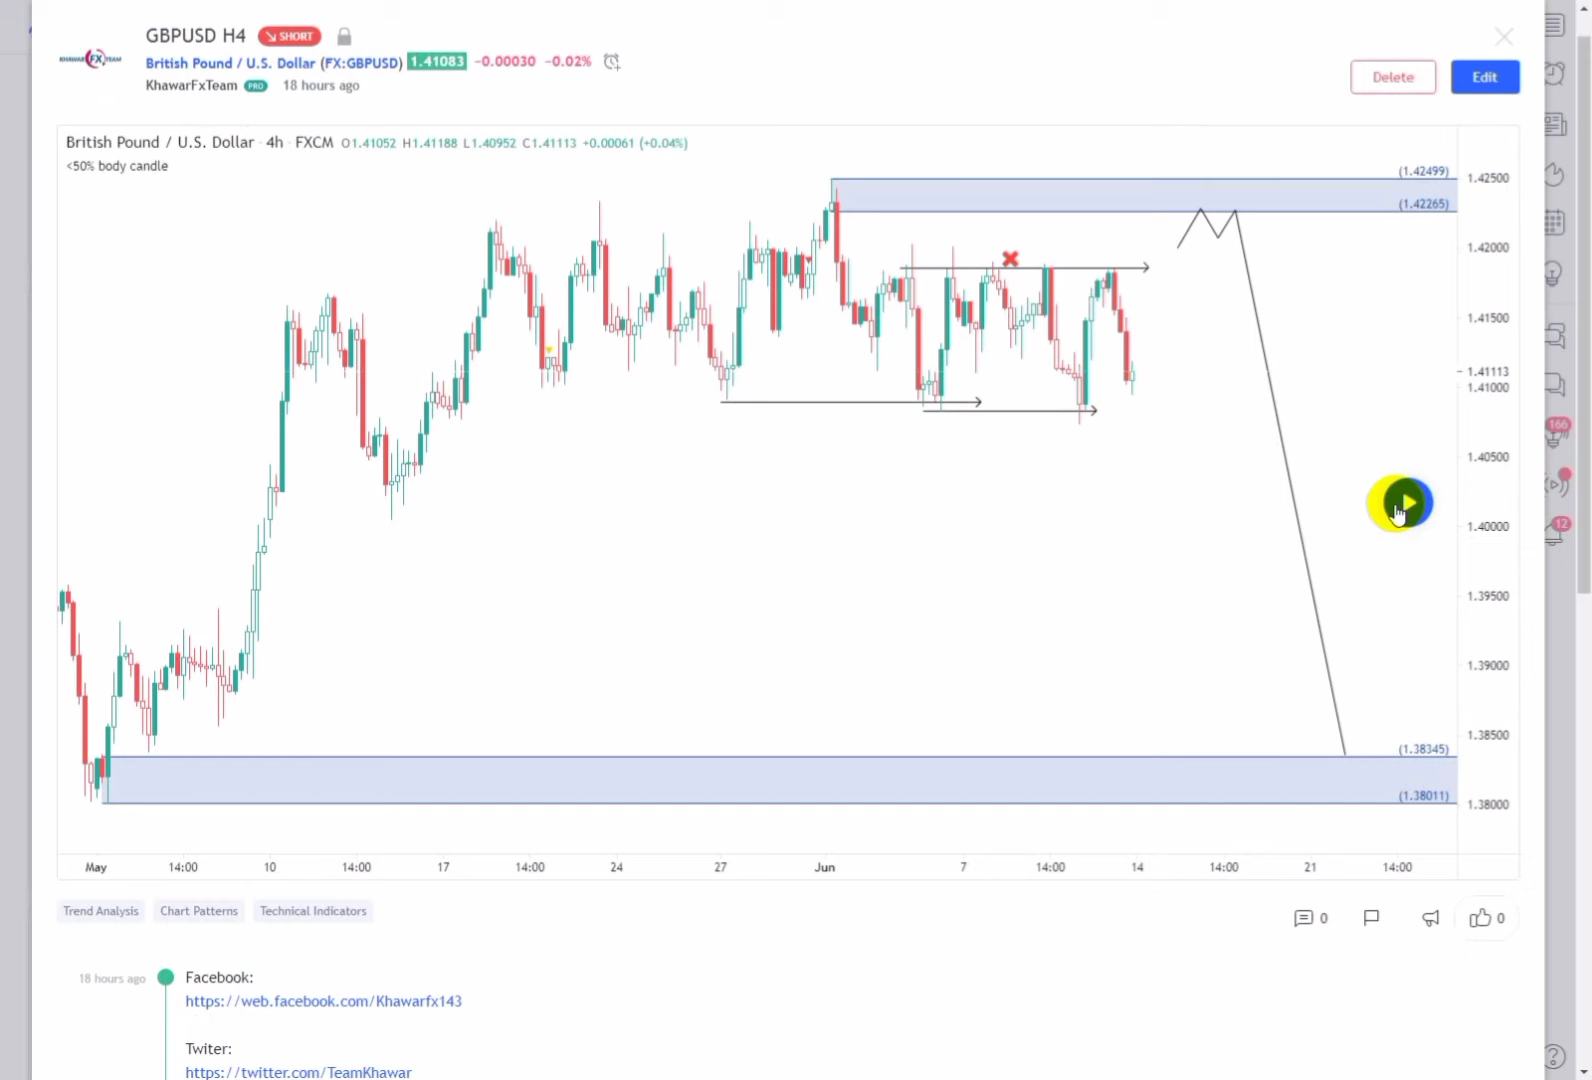 GBPUSD H4 SHORT
KHAWAR FX TEAM
British Pound / U.S. Dollar (FX:GBPUSD) 1.41083 −0.00030 −0.02%
KhawarFxTeam PRO 18 hours ago
Delete
Edit
British Pound / U.S. Dollar · 4h · FXCM O1.41052 H1.41188 L1.40952 C1.41113 +0.00061 (+0.04%)
<50% body candle
(1.42499)
1.42500
(1.42265)
1.42000
1.41500
1.41113
1.41000
1.40500
1.40000
1.39500
1.39000
1.38500
(1.38345)
(1.38011)
1.38000
166
12
May 14:00 10 14:00 17 14:00 24 27 Jun 7 14:00 14 14:00 21 14:00
Trend Analysis Chart Patterns Technical Indicators
0 0
18 hours ago Facebook:
https://web.facebook.com/Khawarfx143
Twiter:
https://twitter.com/TeamKhawar